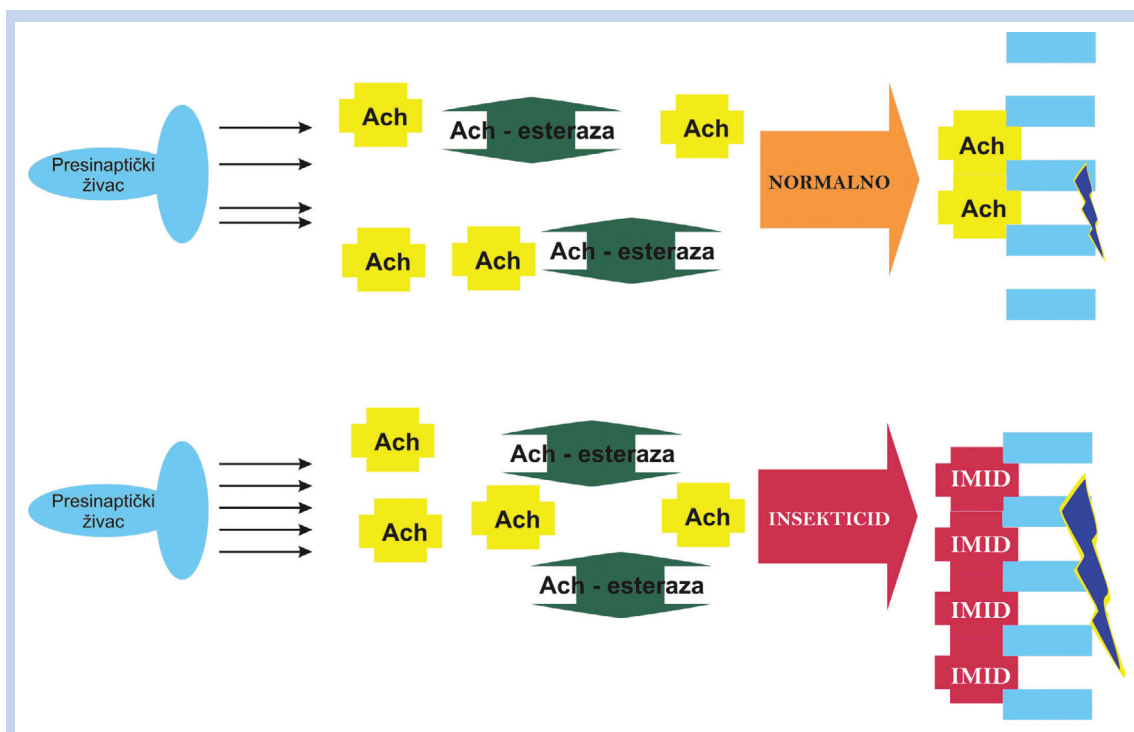 Ach
Ach - esteraza
Ach
Presinaptički
živac
NORMALNO
Ach
Ach
Ach
Ach
Ach - esteraza
Ach
Ach - esteraza
Presinaptički
živac
Ach
Ach
Ach
INSEKTICID
Ach - esteraza
IMID
IMID
IMID
IMID